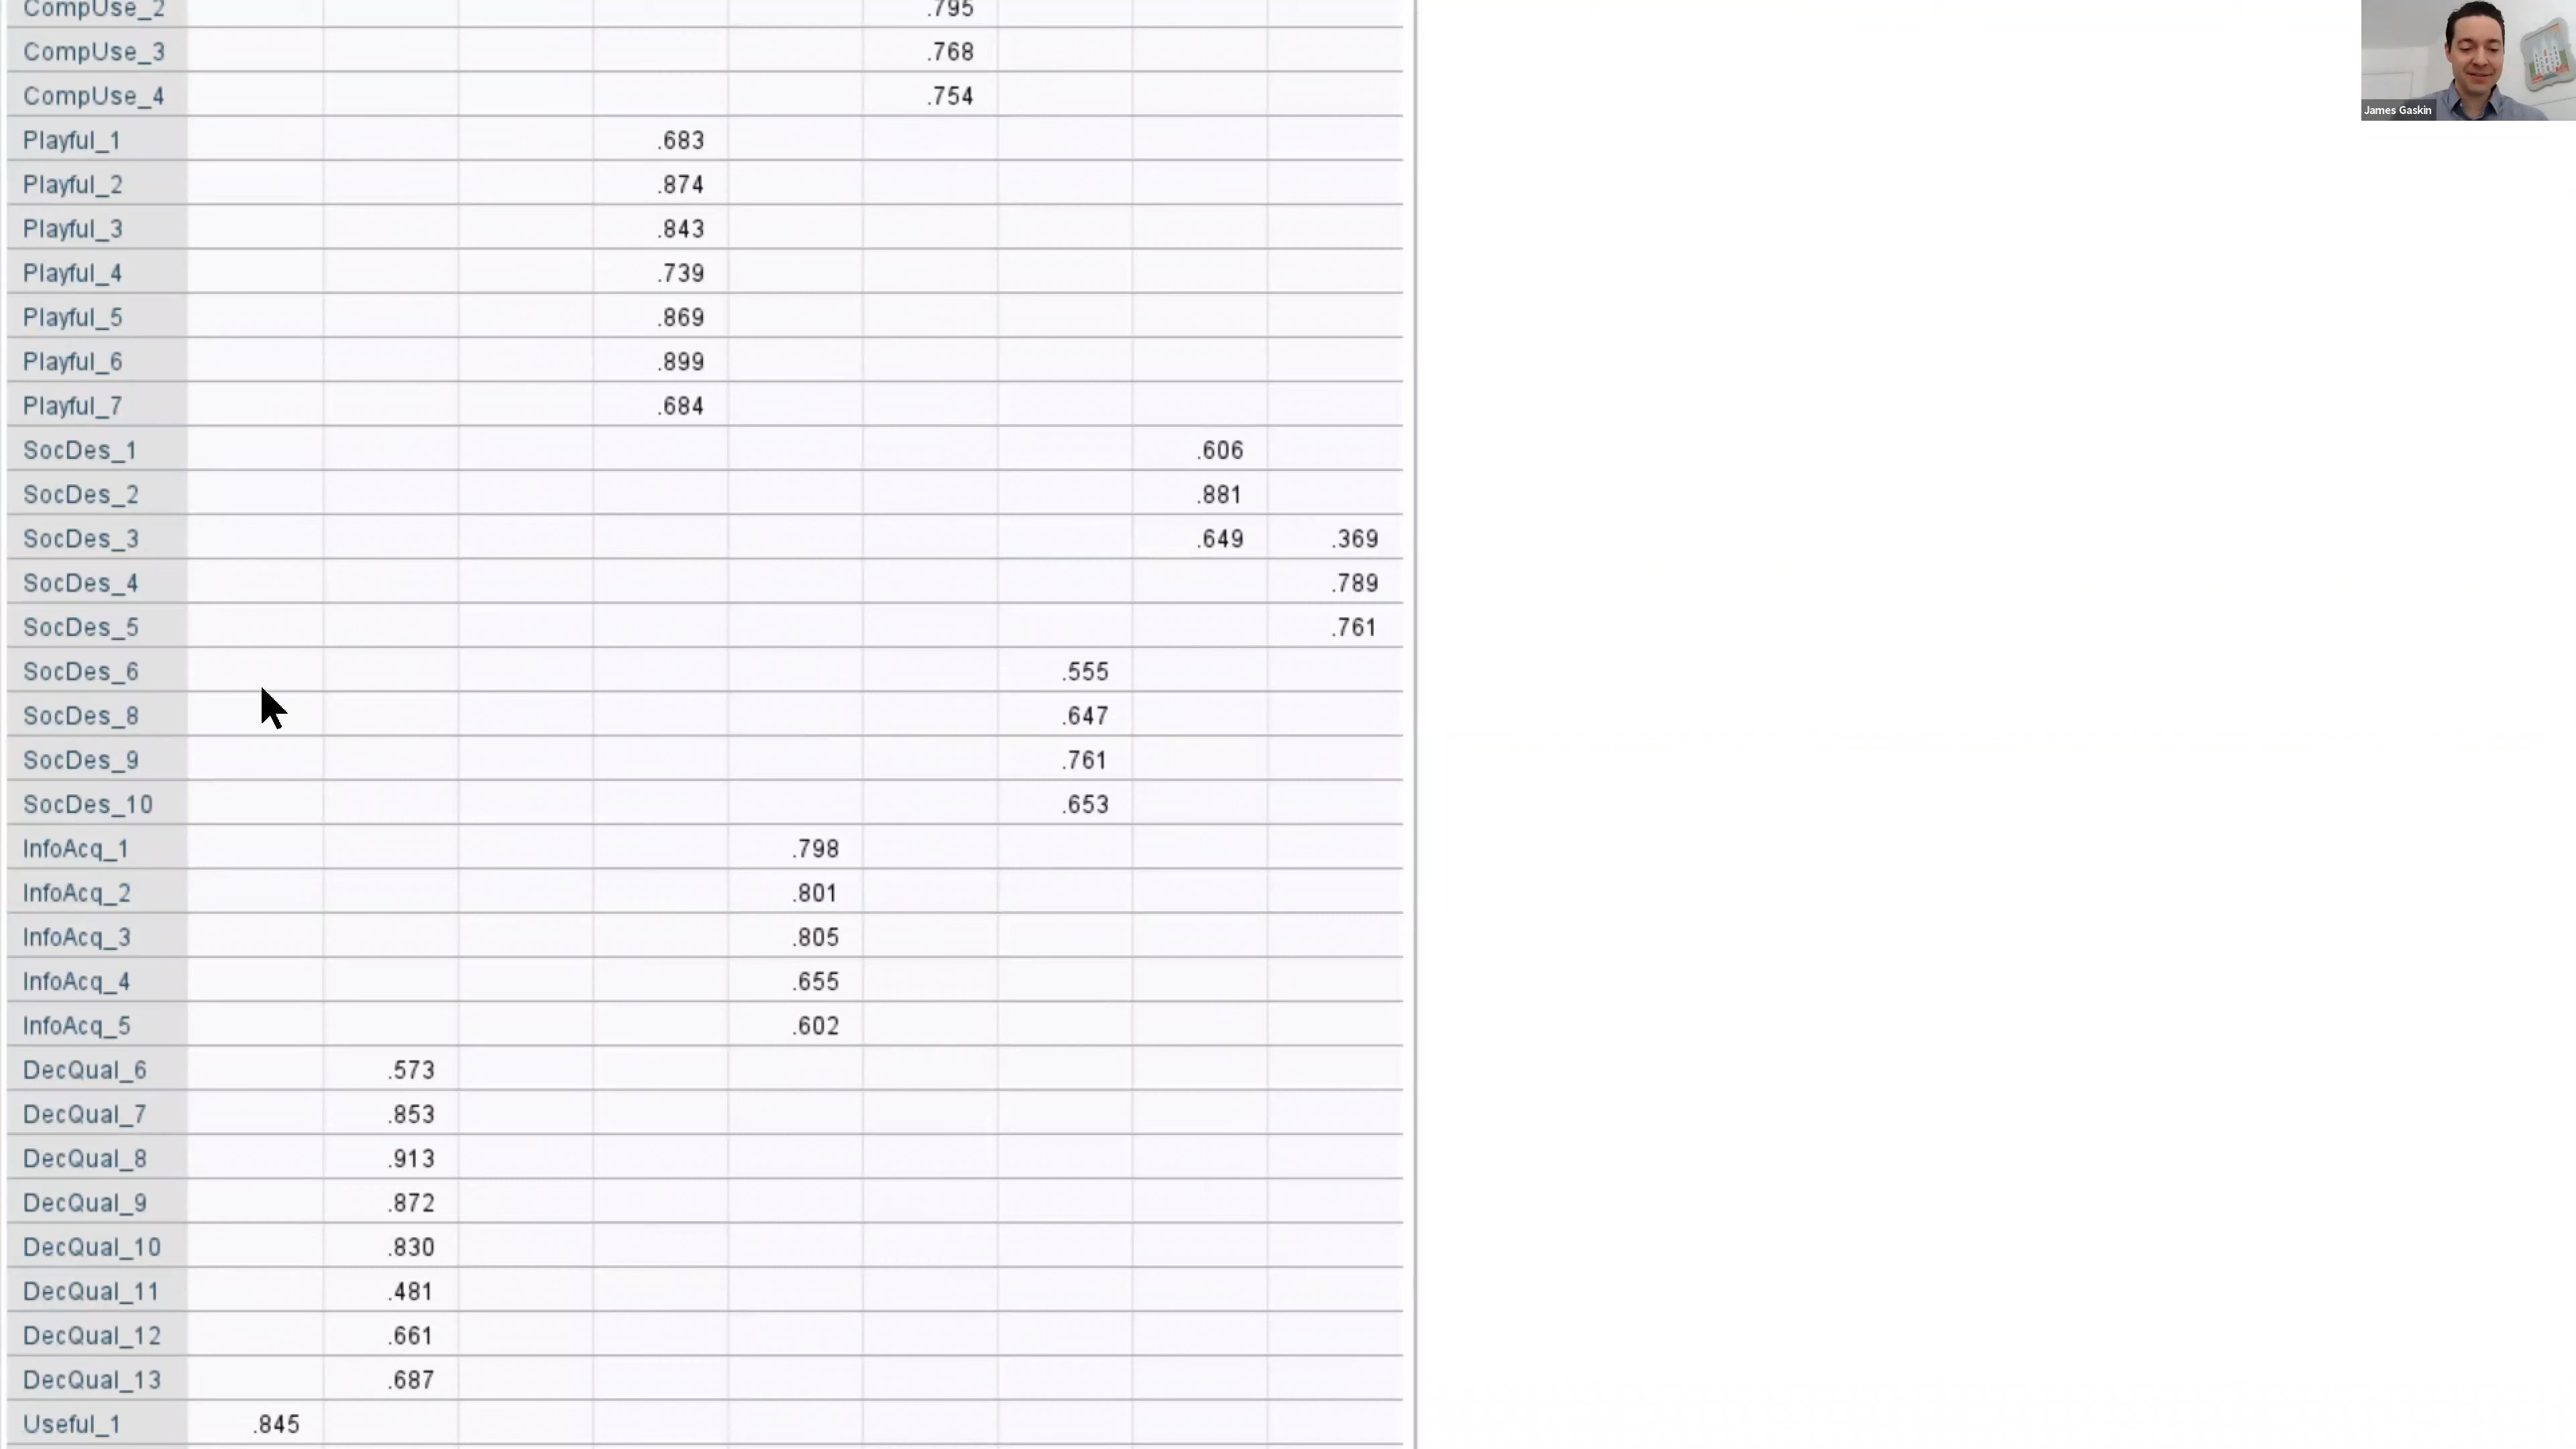 CompUse_2 .795
CompUse_3 .768
CompUse_4 .754
Playful_1 .683
Playful_2 .874
Playful_3 .843
Playful_4 .739
Playful_5 .869
Playful_6 .899
Playful_7 .684
SocDes_1 .606
SocDes_2 .881
SocDes_3 .649 .369
SocDes_4 .789
SocDes_5 .761
SocDes_6 .555
SocDes_8 .647
SocDes_9 .761
SocDes_10 .653
InfoAcq_1 .798
InfoAcq_2 .801
InfoAcq_3 .805
InfoAcq_4 .655
InfoAcq_5 .602
DecQual_6 .573
DecQual_7 .853
DecQual_8 .913
DecQual_9 .872
DecQual_10 .830
DecQual_11 .481
DecQual_12 .661
DecQual_13 .687
Useful_1 .845
James Gaskin